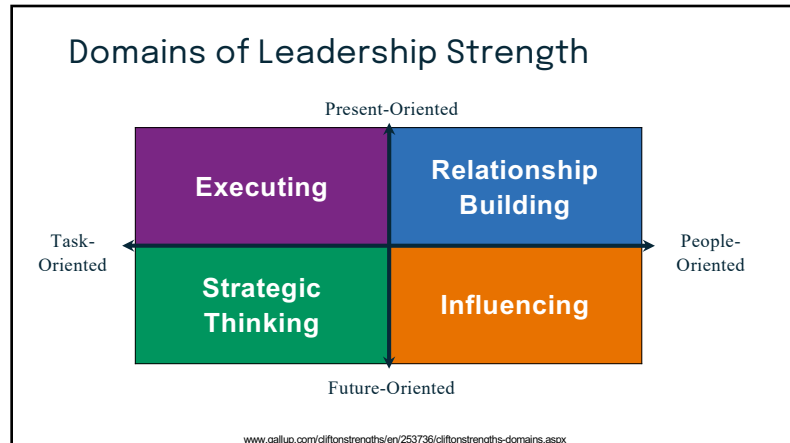 Domains of Leadership Strength
Present-Oriented
Executing
Relationship
Building
Task-
Oriented
People-
Oriented
Strategic
Thinking
Influencing
Future-Oriented
www.gallup.com/cliftonstrengths/en/253736/cliftonstrengths-domains.aspx